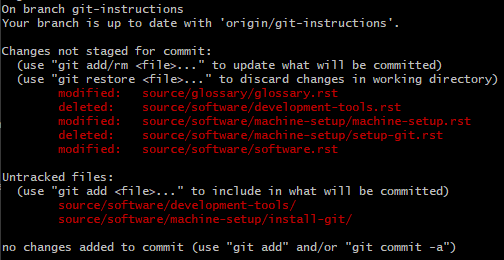 On branch git-instructions
Your branch is up to date with 'origin/git-instructions'.
Changes not staged for commit:
(use "git add/rm <file>..." to update what will be committed)
(use "git restore <file>..." to discard changes in working directory)
modified: source/glossary/glossary.rst
deleted: source/software/development-tools.rst
modified: source/software/machine-setup/machine-setup.rst
deleted: source/software/machine-setup/setup-git.rst
modified: source/software/software.rst
Untracked files:
(use "git add <file>..." to include in what will be committed)
source/software/development-tools/
source/software/machine-setup/install-git/
no changes added to commit (use "git add" and/or "git commit -a")